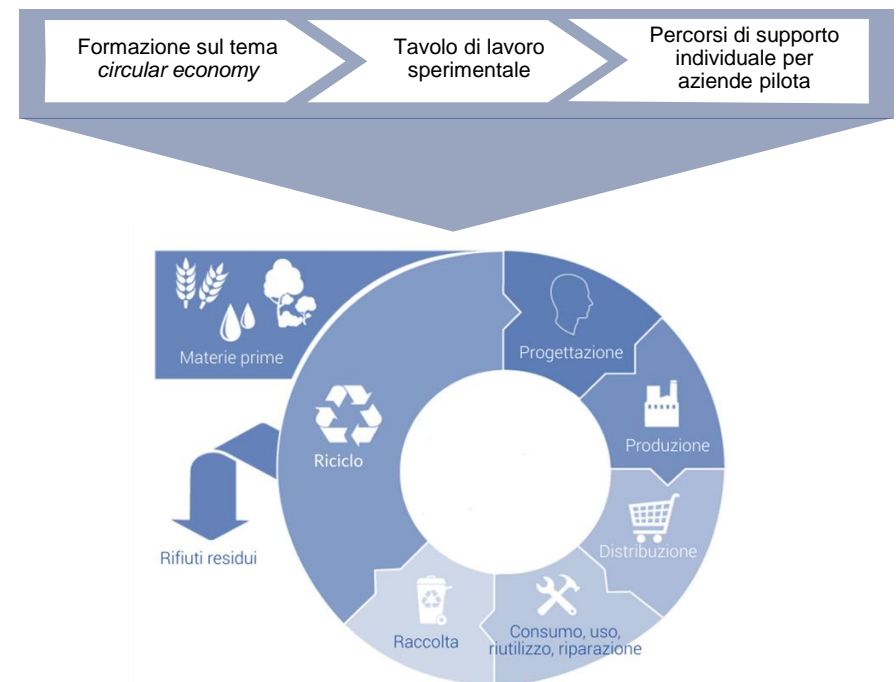 Formazione sul tema
circular economy
Tavolo di lavoro
sperimentale
Percorsi di supporto
individuale per
aziende pilota
Materie prime
Progettazione
Produzione
Riciclo
Distribuzione
Rifiuti residui
Raccolta
Consumo, uso,
riutilizzo, riparazione